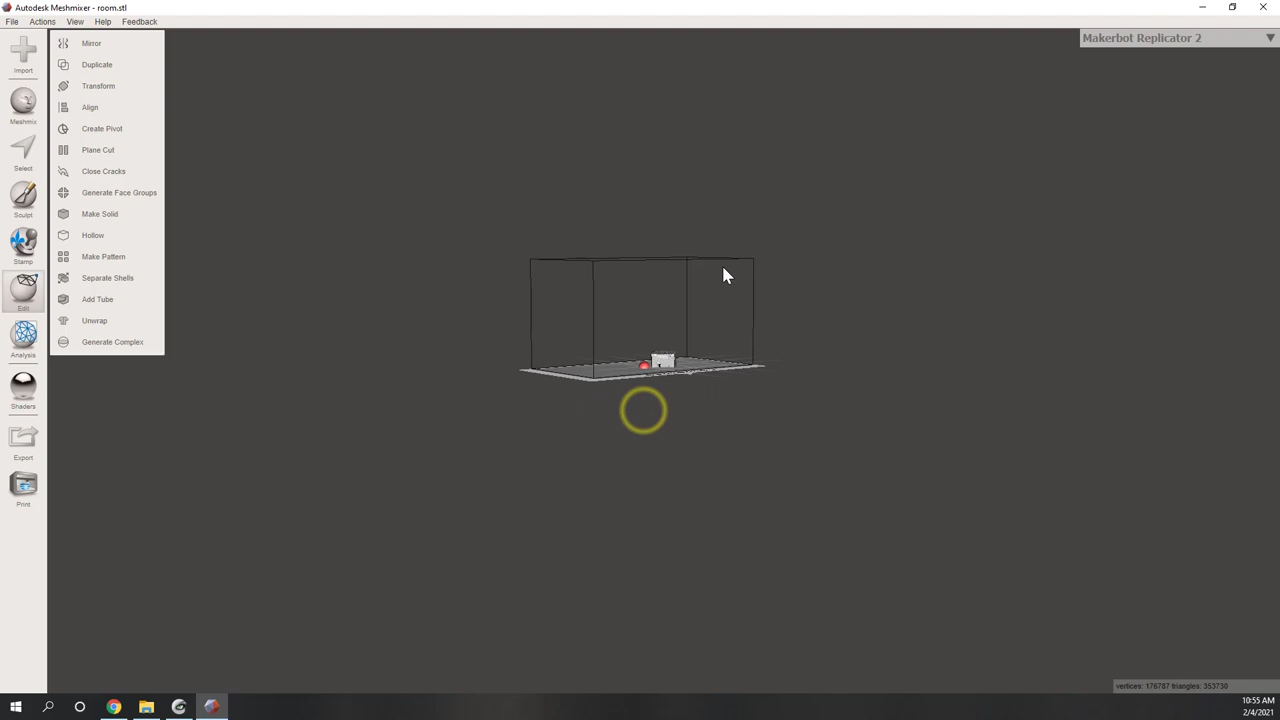 Autodesk Meshmixer - room.stl
File Actions View Help Feedback
Makerbot Replicator 2
Import
Meshmix
Select
Sculpt
Stamp
Edit
Analysis
Shaders
Export
Print
Mirror
Duplicate
Transform
Align
Create Pivot
Plane Cut
Close Cracks
Generate Face Groups
Make Solid
Hollow
Make Pattern
Separate Shells
Add Tube
Unwrap
Generate Complex
vertices: 176787 triangles: 353730
10:55 AM
2/4/2021